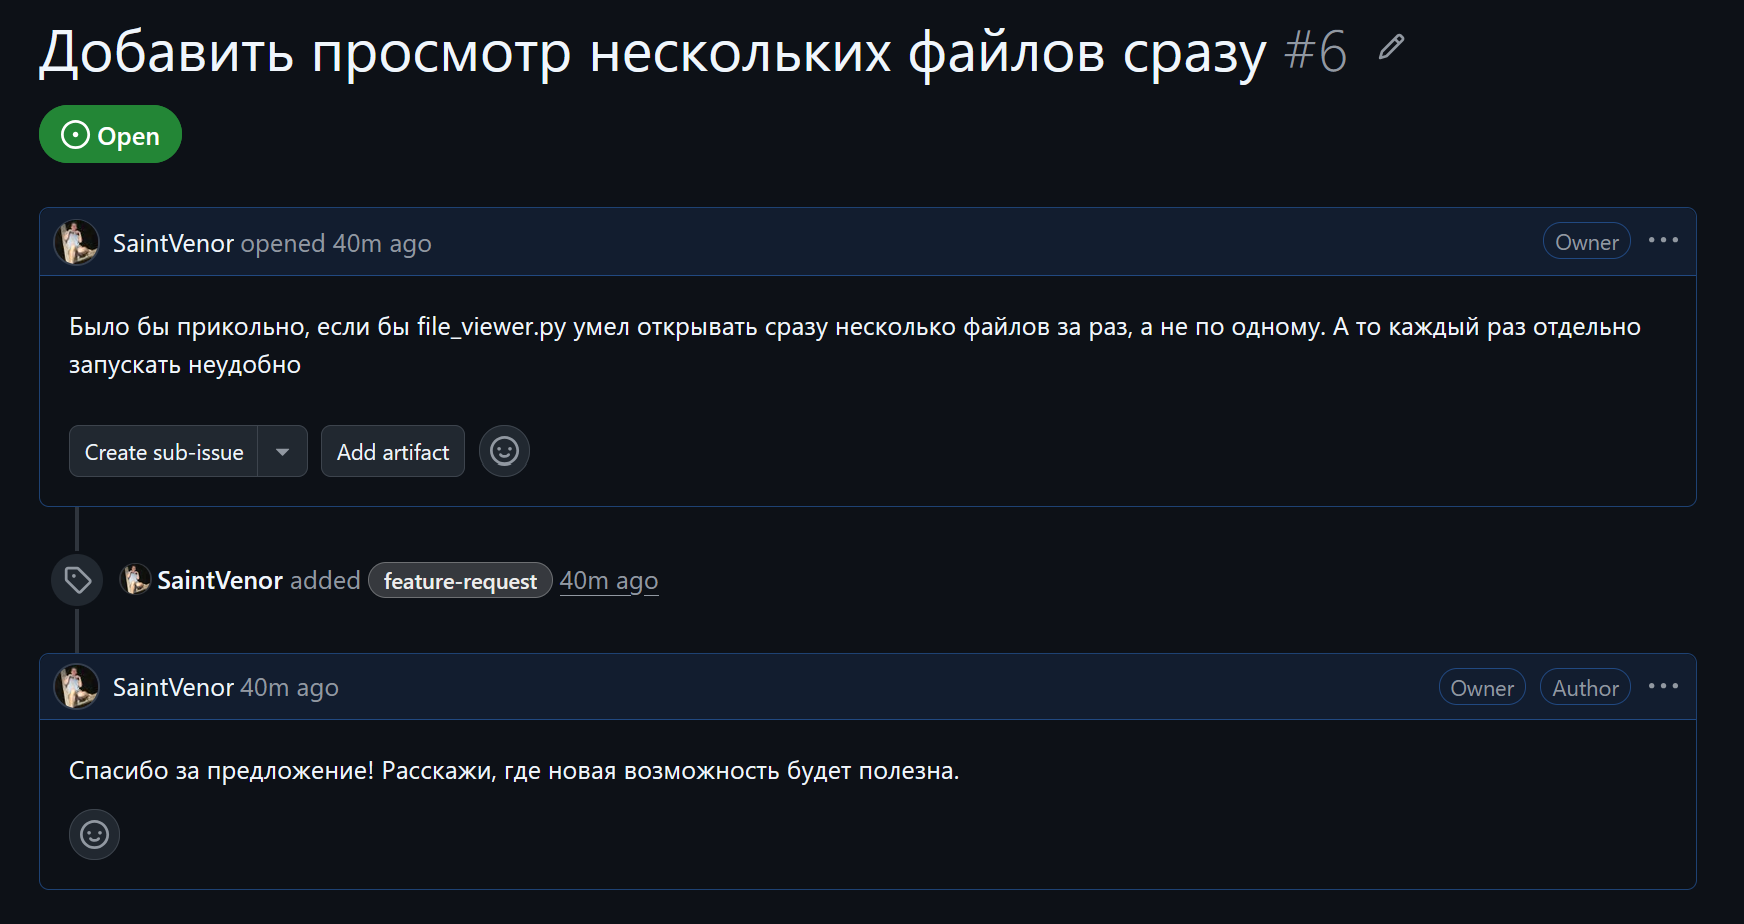 Добавить просмотр нескольких файлов сразу #6
Open
SaintVenor opened 40m ago
Owner
Было бы прикольно, если бы file_viewer.py умел открывать сразу несколько файлов за раз, а не по одному. А то каждый раз отдельно
запускать неудобно
Create sub-issue
Add artifact
SaintVenor added feature-request 40m ago
SaintVenor 40m ago
Owner
Author
Спасибо за предложение! Расскажи, где новая возможность будет полезна.